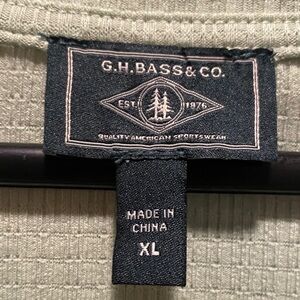 G.H.BASS&CO.
EST. 1876
QUALITY AMERICAN SPORTSWEAR
MADE IN
CHINA
XL